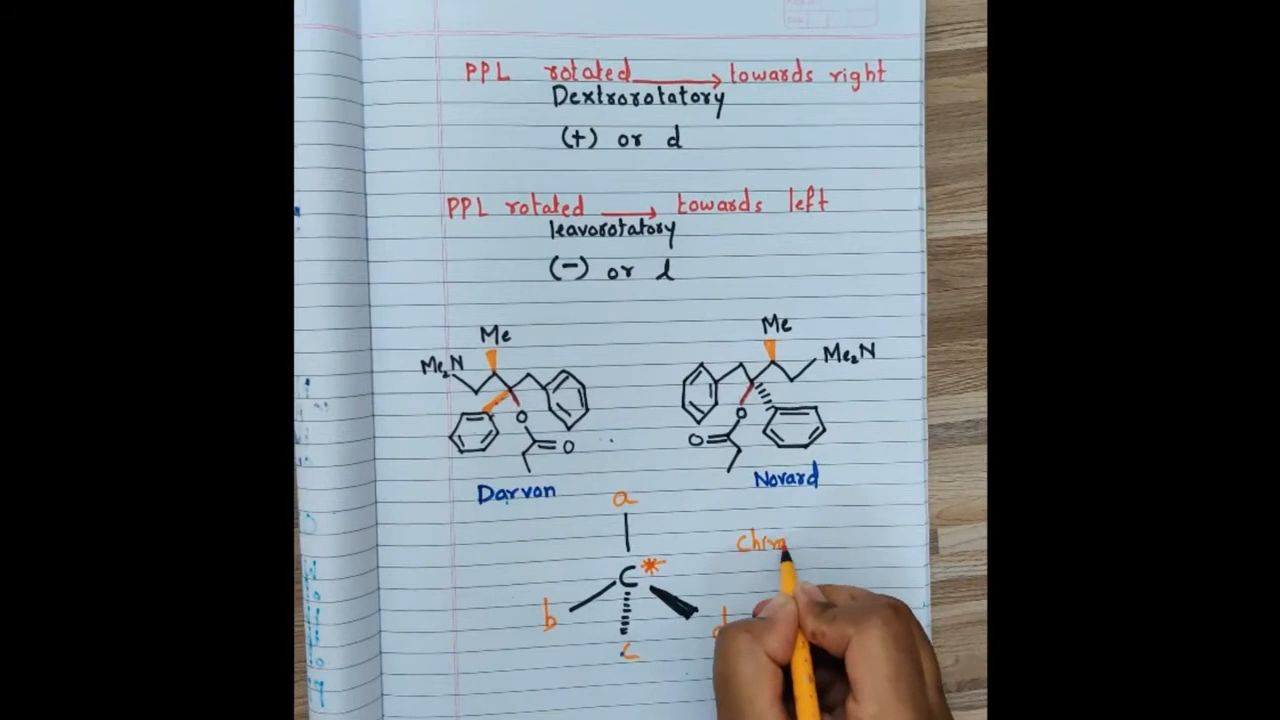 PPL rotated → towards right
Dextrorotatory
(+) or d
PPL rotated → towards left
leavorotatory
(-) or l
Me
Me₂N
O
O
Darvon
Me
Me₂N
O
O
Novard
a
C *
b
c
d
Chira